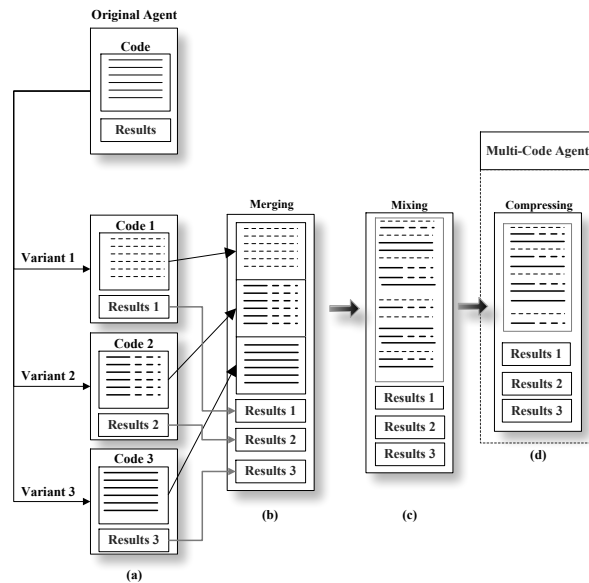 Original Agent
Code
Results
Multi-Code Agent
Merging
Mixing
Compressing
Variant 1
Code 1
Results 1
Variant 2
Code 2
Results 2
Variant 3
Code 3
Results 3
Results 1
Results 2
Results 3
Results 1
Results 2
Results 3
Results 1
Results 2
Results 3
(a)
(b)
(c)
(d)